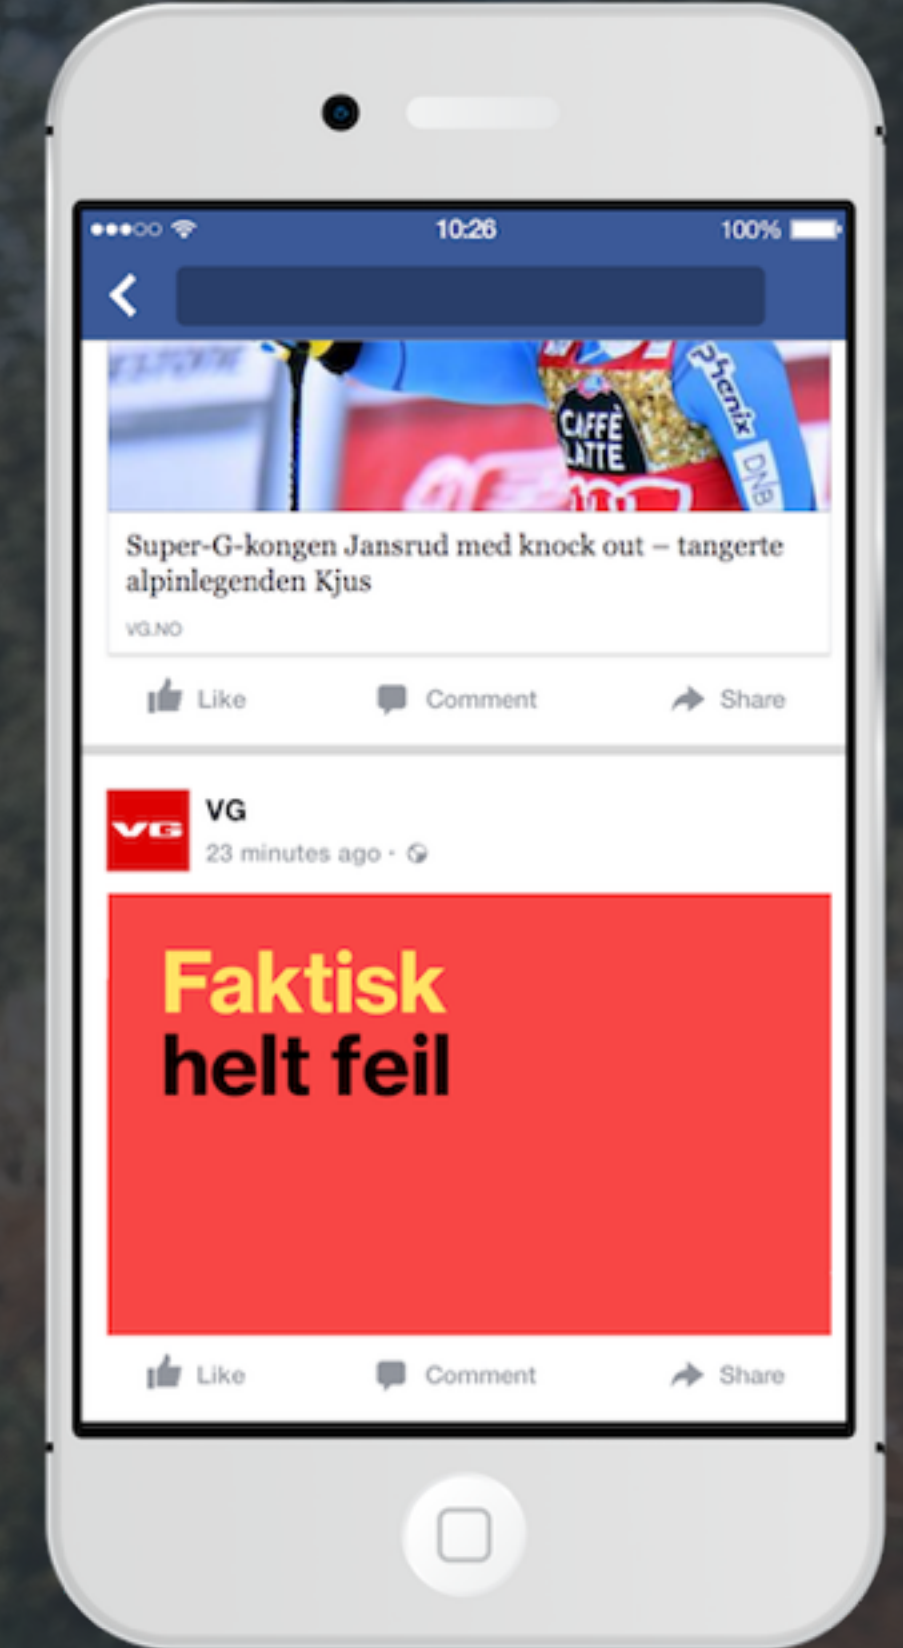 10:26
100%
phenix
CAFFÈ
LATTE
DNB
Super-G-kongen Jansrud med knock out – tangerte
alpinlegenden Kjus
VG.NO
Like Comment Share
VG
VG
23 minutes ago ·
Faktisk
helt feil
Like Comment Share